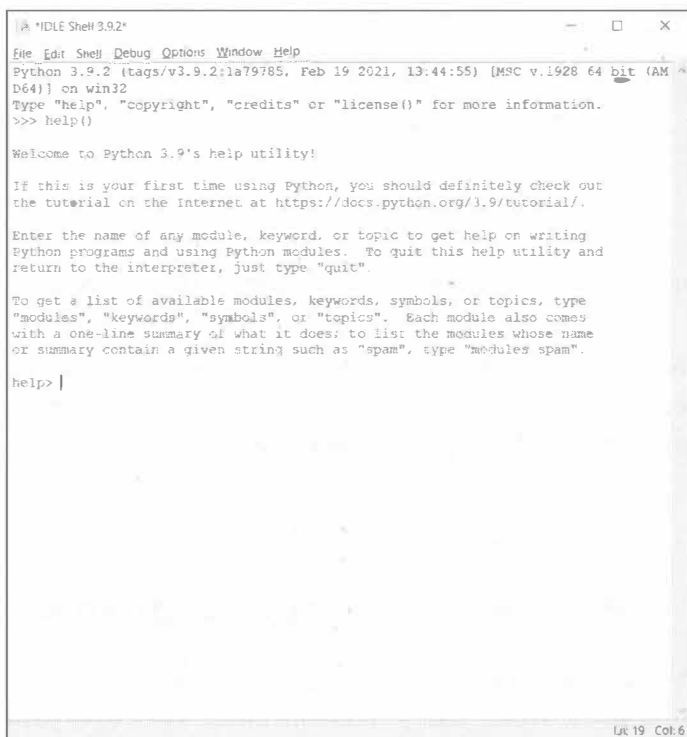 *IDLE Shell 3.9.2*
File Edit Shell Debug Options Window Help
Python 3.9.2 (tags/v3.9.2:1a79785, Feb 19 2021, 13:44:55) [MSC v.1928 64 bit (AM
D64)] on win32
Type "help", "copyright", "credits" or "license()" for more information.
>>> help()
Welcome to Python 3.9's help utility!
If this is your first time using Python, you should definitely check out
the tutorial on the Internet at https://docs.python.org/3.9/tutorial/.
Enter the name of any module, keyword, or topic to get help on writing
Python programs and using Python modules.  To quit this help utility and
return to the interpreter, just type "quit".
To get a list of available modules, keywords, symbols, or topics, type
"modules", "keywords", "symbols", or "topics".  Each module also comes
with a one-line summary of what it does; to list the modules whose name
or summary contain a given string such as "spam", type "modules spam".
help>
Ln: 19 Col: 6